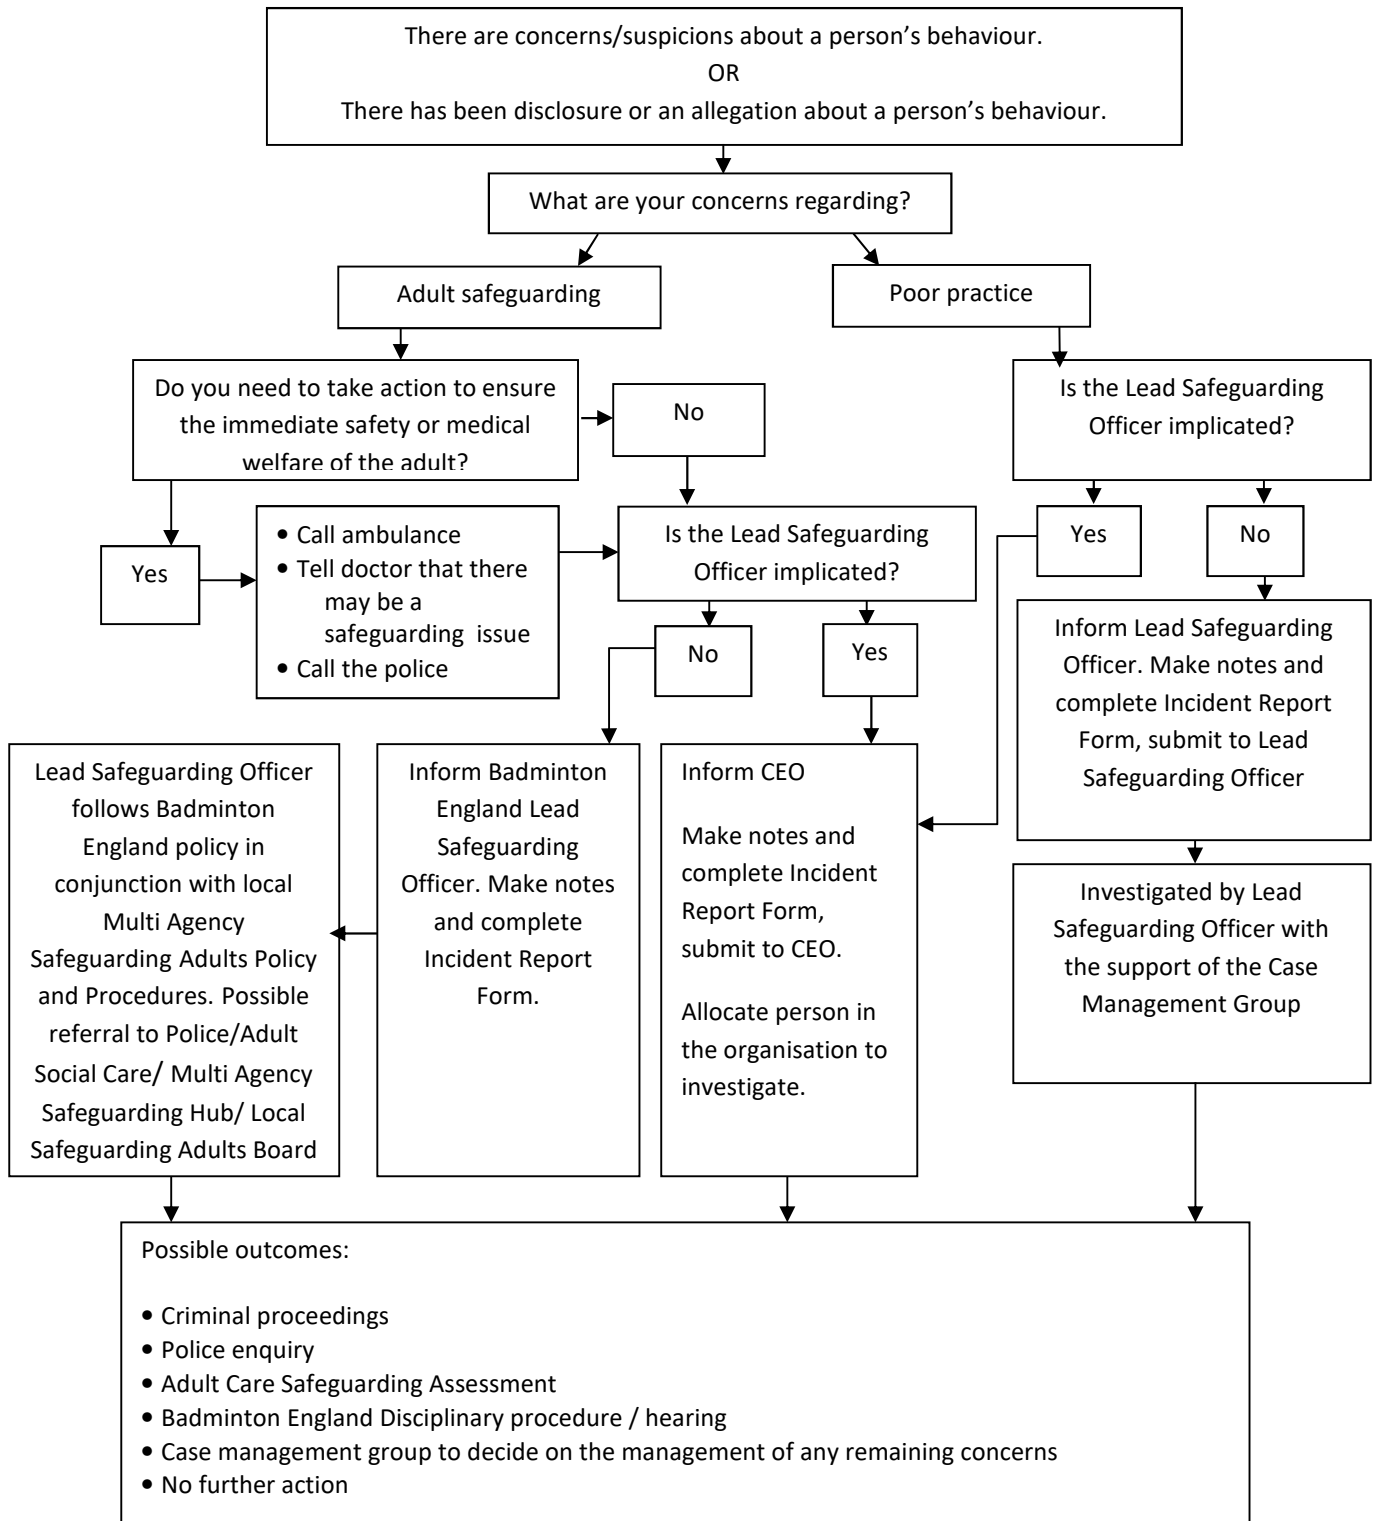 There are concerns/suspicions about a person’s behaviour.
OR
There has been disclosure or an allegation about a person’s behaviour.
What are your concerns regarding?
Adult safeguarding
Poor practice
Do you need to take action to ensure
the immediate safety or medical
welfare of the adult?
No
Is the Lead Safeguarding
Officer implicated?
Yes
• Call ambulance
• Tell doctor that there
may be a
safeguarding issue
• Call the police
Is the Lead Safeguarding
Officer implicated?
Yes
No
No
Yes
Inform Lead Safeguarding
Officer. Make notes and
complete Incident Report
Form, submit to Lead
Safeguarding Officer
Lead Safeguarding Officer
follows Badminton
England policy in
conjunction with local
Multi Agency
Safeguarding Adults Policy
and Procedures. Possible
referral to Police/Adult
Social Care/ Multi Agency
Safeguarding Hub/ Local
Safeguarding Adults Board
Inform Badminton
England Lead
Safeguarding
Officer. Make notes
and complete
Incident Report
Form.
Inform CEO
Make notes and
complete Incident
Report Form,
submit to CEO.
Allocate person in
the organisation to
investigate.
Investigated by Lead
Safeguarding Officer with
the support of the Case
Management Group
Possible outcomes:
• Criminal proceedings
• Police enquiry
• Adult Care Safeguarding Assessment
• Badminton England Disciplinary procedure / hearing
• Case management group to decide on the management of any remaining concerns
• No further action